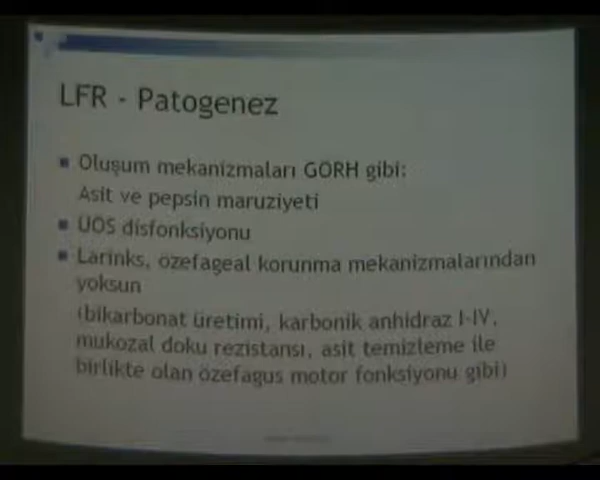 LFR - Patogenez
Oluşum mekanizmaları GÖRH gibi:
Asit ve pepsin maruziyeti
ÜÖS disfonksiyonu
Larinks, özefageal korunma mekanizmalarından
yoksun
(bikarbonat üretimi, karbonik anhidraz I-IV,
mukozal doku rezistansı, asit temizleme ile
birlikte olan özefagus motor fonksiyonu gibi)